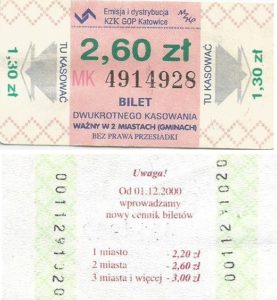 Emisja i dystrybucja
KZK GOP Katowice
TU KASOWAĆ
1,30 zł
2,60 zł
MK 4914928
TU KASOWAĆ
1,30 zł
BILET
DWUKROTNEGO KASOWANIA
WAŻNY W 2 MIASTACH (GMINACH)
BEZ PRAWA PRZESIADKI
Uwaga!
Od 01.12.2000
wprowadzamy
nowy cennik biletów
1 miasto - 2,20 zł
2 miasta - 2,60 zł
3 miasta i więcej - 3,00 zł